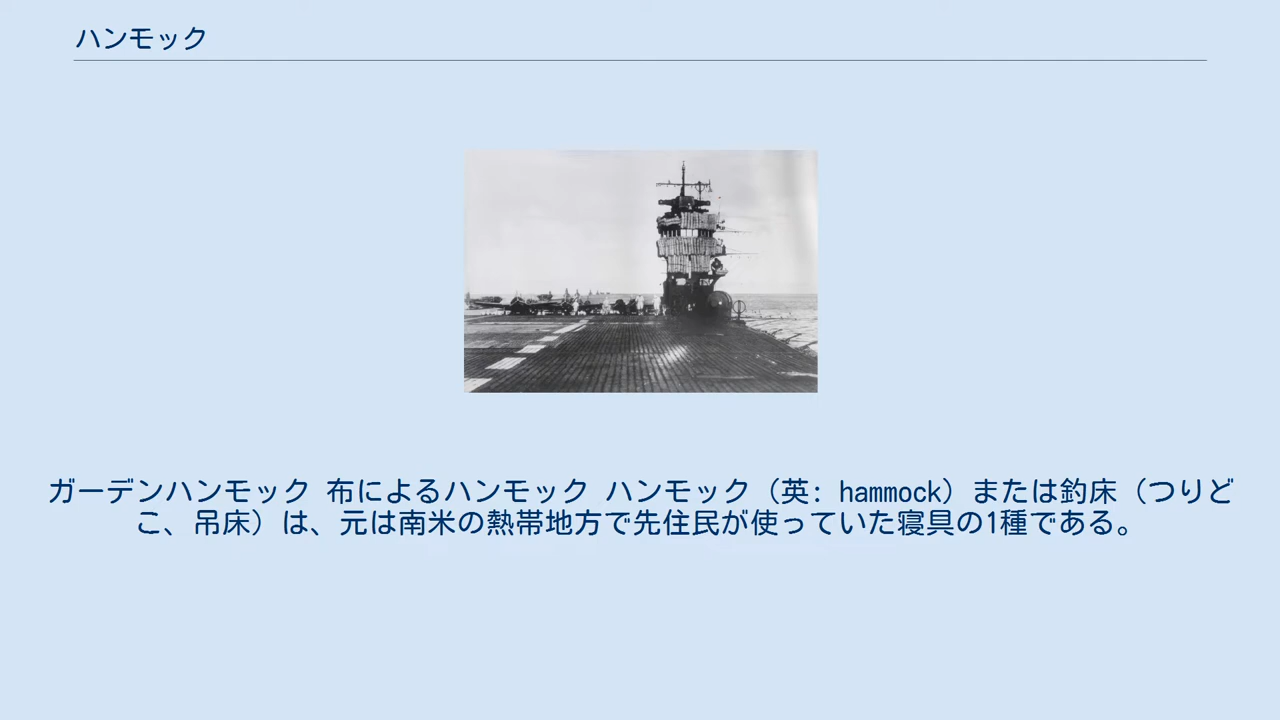 ハンモック
ガーデンハンモック 布によるハンモック ハンモック（英: hammock）または釣床（つりど
こ、吊床）は、元は南米の熱帯地方で先住民が使っていた寝具の1種である。